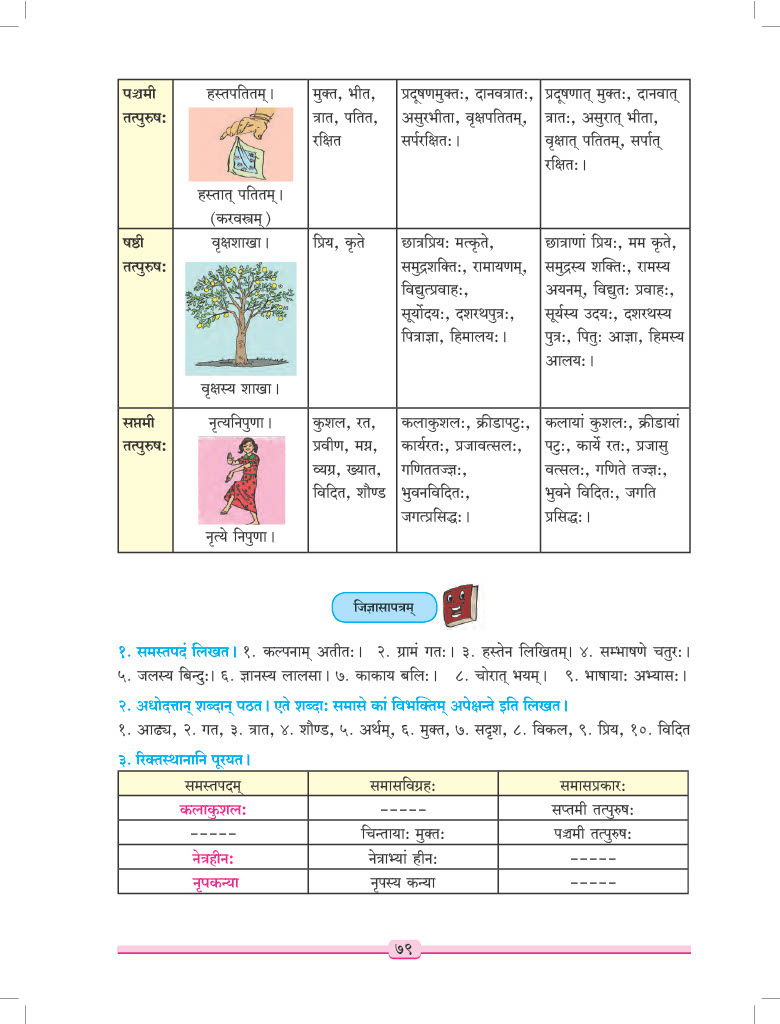 पञ्चमी तत्पुरुष:
हस्तपतितम्।
हस्तात् पतितम्।
(करवस्त्रम्)
मुक्त, भीत,
त्रात, पतित,
रक्षित
प्रदूषणमुक्त:, दानवत्रात:,
असुरभीता, वृक्षपतितम्,
सर्परक्षित:।
प्रदूषणात् मुक्त:, दानवात्
त्रात:, असुरात् भीता,
वृक्षात् पतितम्, सर्पात्
रक्षित:।
षष्ठी
तत्पुरुष:
वृक्षशाखा।
वृक्षस्य शाखा।
प्रिय, कृते
छात्रप्रिय: मत्कृते,
समुद्रशक्ति:, रामायणम्,
विद्युत्प्रवाह:,
सूर्योदय:, दशरथपुत्र:,
पित्राज्ञा, हिमालय:।
छात्राणां प्रिय:, मम कृते,
समुद्रस्य शक्ति:, रामस्य
अयनम्, विद्युत: प्रवाह:,
सूर्यस्य उदय:, दशरथस्य
पुत्र:, पितु: आज्ञा, हिमस्य
आलय:।
सप्तमी
तत्पुरुष:
नृत्यनिपुणा।
नृत्ये निपुणा।
कुशल, रत,
प्रवीण, मग्न,
व्यग्र, ख्यात,
विदित, शौण्ड
कलाकुशल:, क्रीडापटु:,
कार्यरत:, प्रजावत्सल:,
गणिततज्ज्ञ:,
भुवनविदित:,
जगत्प्रसिद्ध:।
कलायां कुशल:, क्रीडायां
पटु:, कार्ये रत:, प्रजासु
वत्सल:, गणिते तज्ज्ञ:,
भुवने विदित:, जगति
प्रसिद्ध:।
जिज्ञासापत्रम्
१. समस्तपदं लिखत। १. कल्पनाम् अतीत:। २. ग्रामं गत:। ३. हस्तेन लिखितम्। ४. सम्भाषणे चतुर:।
५. जलस्य बिन्दु:। ६. ज्ञानस्य लालसा। ७. काकाय बलि:। ८. चोरात् भयम्। ९. भाषाया: अभ्यास:।
२. अधोदत्तान् शब्दान् पठत। एते शब्दा: समासे कां विभक्तिम् अपेक्षन्ते इति लिखत।
१. आढ्य, २. गत, ३. त्रात, ४. शौण्ड, ५. अर्थम्, ६. मुक्त, ७. सदृश, ८. विकल, ९. प्रिय, १०. विदित
३. रिक्तस्थानानि पूरयत।
समस्तपदम् समासविग्रह: समासप्रकार:
कलाकुशल: ----- सप्तमी तत्पुरुष:
----- चिन्ताया: मुक्त: पञ्चमी तत्पुरुष:
नेत्रहीन: नेत्राभ्यां हीन: -----
नृपकन्या नृपस्य कन्या -----
७९